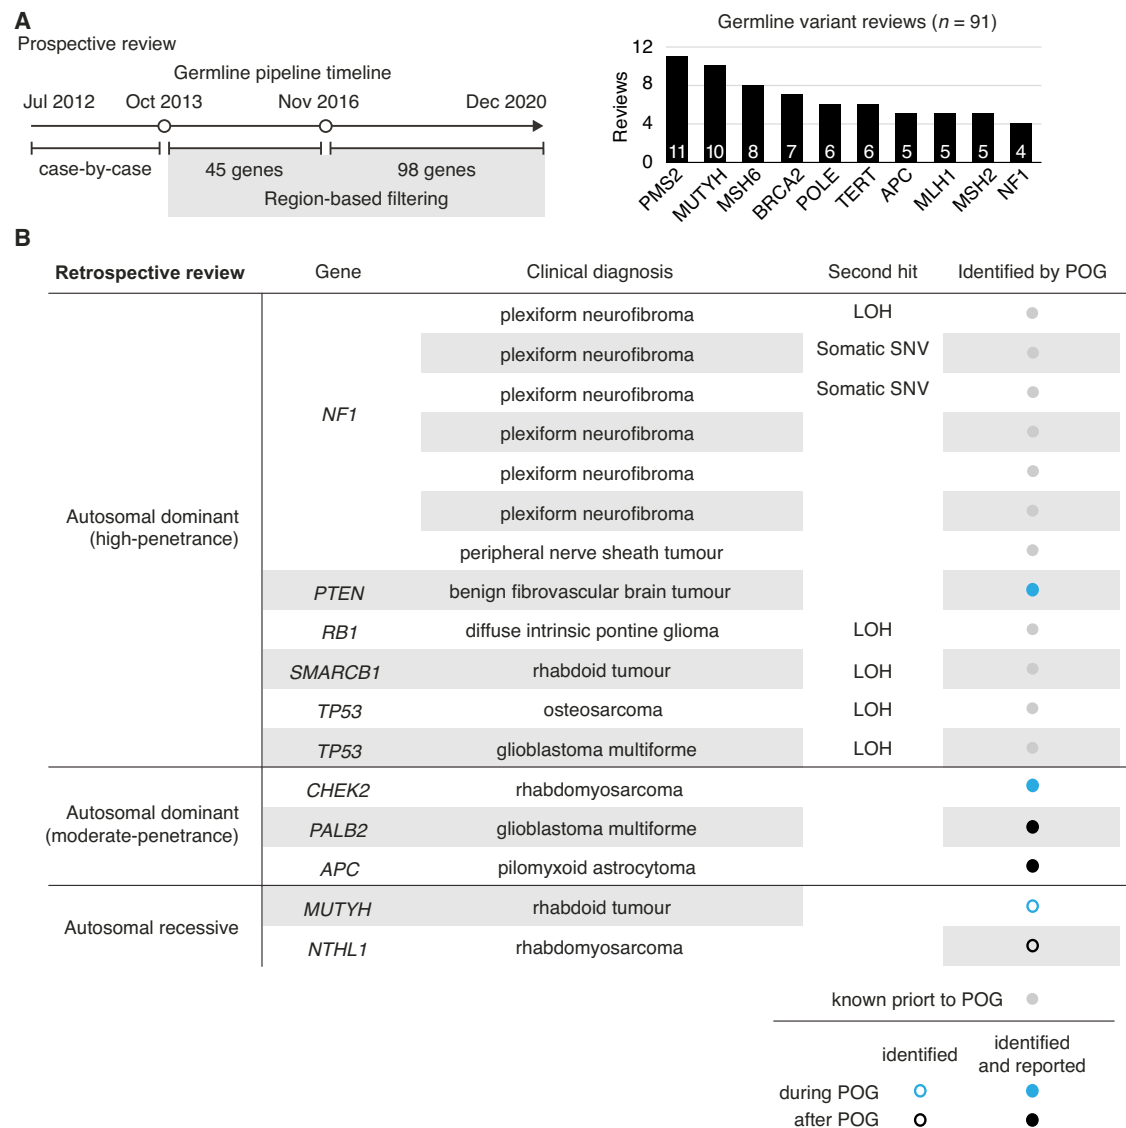 A
Prospective review
Germline pipeline timeline
Jul 2012 Oct 2013 Nov 2016 Dec 2020
case-by-case 45 genes 98 genes
Region-based filtering
Germline variant reviews (n = 91)
Reviews
12
8
4
0
11 10 8 7 6 6 5 5 5 4
PMS2 MUTYH MSH6 BRCA2 POLE TERT APC MLH1 MSH2 NF1
B
Retrospective review Gene Clinical diagnosis Second hit Identified by POG
Autosomal dominant
(high-penetrance)
NF1
plexiform neurofibroma LOH
plexiform neurofibroma Somatic SNV
plexiform neurofibroma Somatic SNV
plexiform neurofibroma
plexiform neurofibroma
plexiform neurofibroma
peripheral nerve sheath tumour
PTEN benign fibrovascular brain tumour
RB1 diffuse intrinsic pontine glioma LOH
SMARCB1 rhabdoid tumour LOH
TP53 osteosarcoma LOH
TP53 glioblastoma multiforme LOH
Autosomal dominant
(moderate-penetrance)
CHEK2 rhabdomyosarcoma
PALB2 glioblastoma multiforme
APC pilomyxoid astrocytoma
Autosomal recessive
MUTYH rhabdoid tumour
NTHL1 rhabdomyosarcoma
known priort to POG
identified
identified
and reported
during POG
after POG